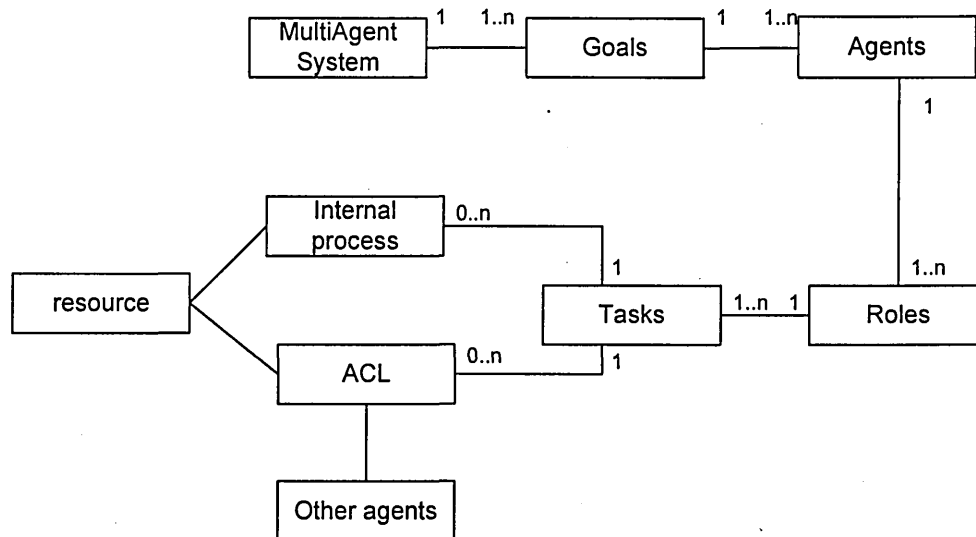 MultiAgent
System
1
1..n
Goals
1
1..n
Agents
1
Internal
process
0..n
1
1..n
resource
Tasks
1..n
1
Roles
ACL
0..n
1
Other agents